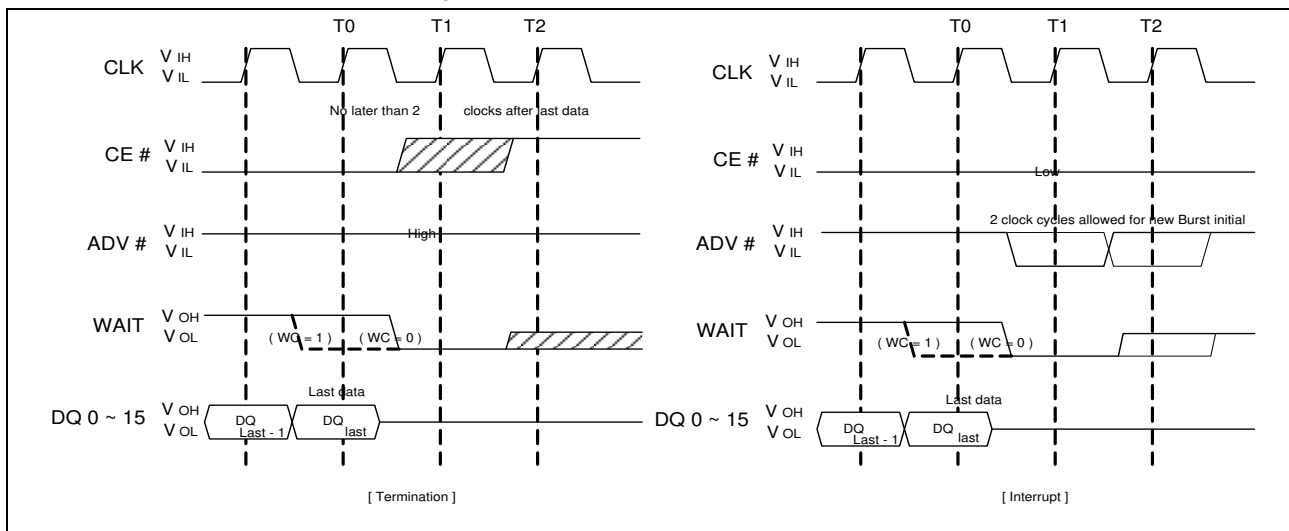 T0 T1 T2
CLK V IH
V IL
No later than 2 clocks after last data
CE # V IH
V IL
ADV # V IH
V IL
High
WAIT V OH
V OL
( WC = 1 ) ( WC = 0 )
Last data
DQ 0 ~ 15 V OH
V OL
DQ Last - 1
DQ last
[ Termination ]
T0 T1 T2
CLK V IH
V IL
CE # V IH
V IL
Low
2 clock cycles allowed for new Burst initial
ADV # V IH
V IL
WAIT V OH
V OL
( WC = 1 ) ( WC = 0 )
Last data
DQ 0 ~ 15 V OH
V OL
DQ Last - 1
DQ last
[ Interrupt ]